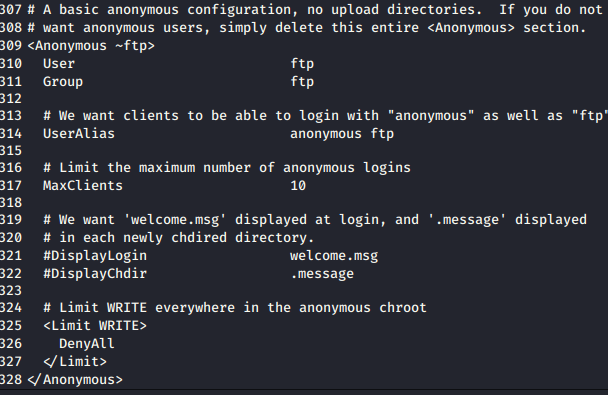 307 # A basic anonymous configuration, no upload directories.  If you do not
308 # want anonymous users, simply delete this entire <Anonymous> section.
309 <Anonymous ~ftp>
310   User                          ftp
311   Group                         ftp
312
313   # We want clients to be able to login with "anonymous" as well as "ftp"
314   UserAlias                     anonymous ftp
315
316   # Limit the maximum number of anonymous logins
317   MaxClients                    10
318
319   # We want 'welcome.msg' displayed at login, and '.message' displayed
320   # in each newly chdired directory.
321   #DisplayLogin                 welcome.msg
322   #DisplayChdir                 .message
323
324   # Limit WRITE everywhere in the anonymous chroot
325   <Limit WRITE>
326     DenyAll
327   </Limit>
328 </Anonymous>